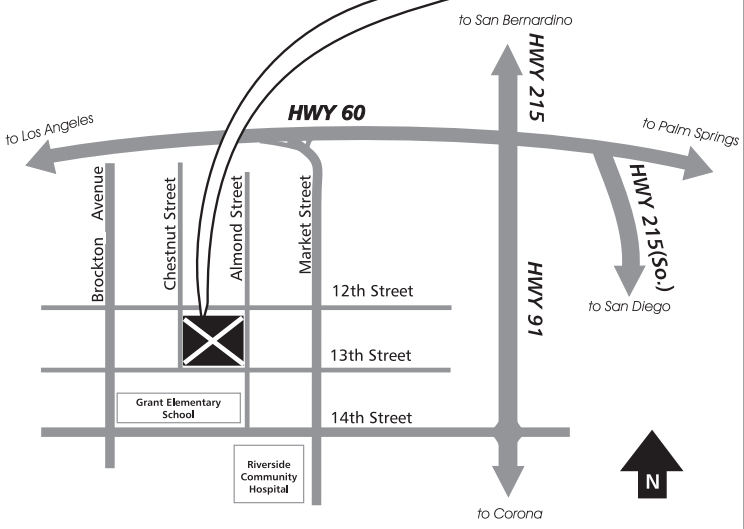 to San Bernardino
HWY 215
HWY 60
to Los Angeles
to Palm Springs
Brockton Avenue
Chestnut Street
Almond Street
Market Street
HWY 215(So.)
12th Street
HWY 91
to San Diego
13th Street
Grant Elementary
School
14th Street
Riverside
Community
Hospital
N
to Corona